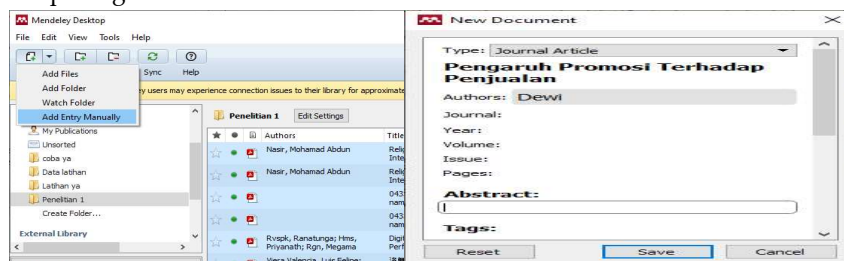 Mendeley Desktop
File Edit View Tools Help
Sync Help
Add Files
Add Folder
Watch Folder
Add Entry Manually
y users may experience connection issues to their library for approximate
My Publications
Unsorted
coba ya
Data latihan
Latihan ya
Penelitian 1
Create Folder...
External Library
Penelitian 1 Edit Settings
Authors Title
Nasir, Mohamad Abdun Relig
Inte
Nasir, Mohamad Abdun Relig
Inte
043
nam
043
nam
Rvspk, Ranatunga; Hms, Digit
Priyanath; Rgn, Megama Perf
New Document
Type: Journal Article
Pengaruh Promosi Terhadap
Penjualan
Authors: Dewi
Journal:
Year:
Volume:
Issue:
Pages:
Abstract:
Tags:
Reset Save Cancel